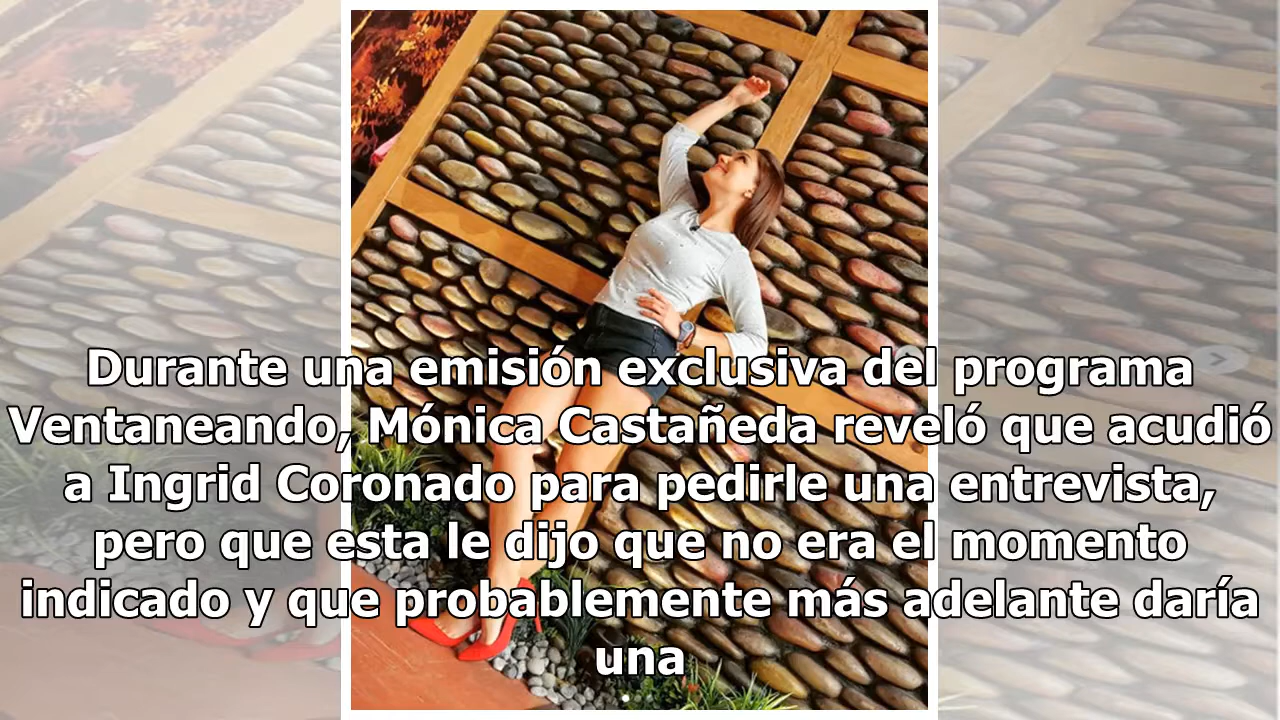 Durante una emisión exclusiva del programa
Ventaneando, Mónica Castañeda reveló que acudió
a Ingrid Coronado para pedirle una entrevista,
pero que esta le dijo que no era el momento
indicado y que probablemente más adelante daría
una